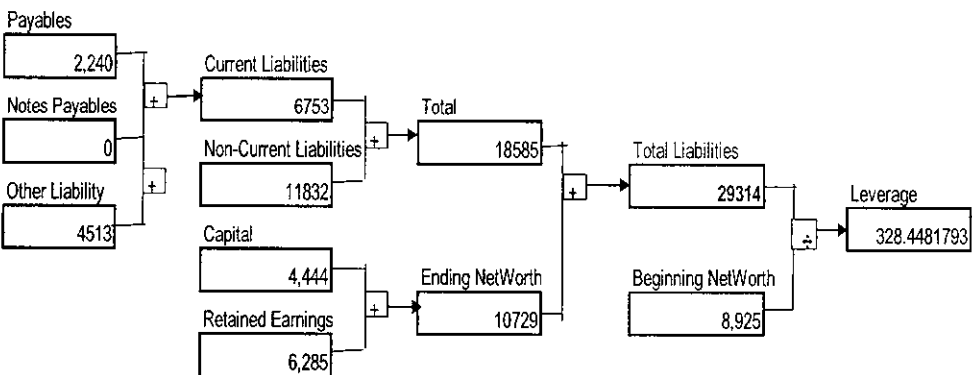 Payables
2,240
+
Notes Payables
0
+
Other Liability
4513
Current Liabilities
6753
+
Non-Current Liabilities
11832
Capital
4,444
+
Retained Earnings
6,285
Total
18585
+
Ending NetWorth
10729
Total Liabilities
29314
÷
Beginning NetWorth
8,925
Leverage
328.4481793